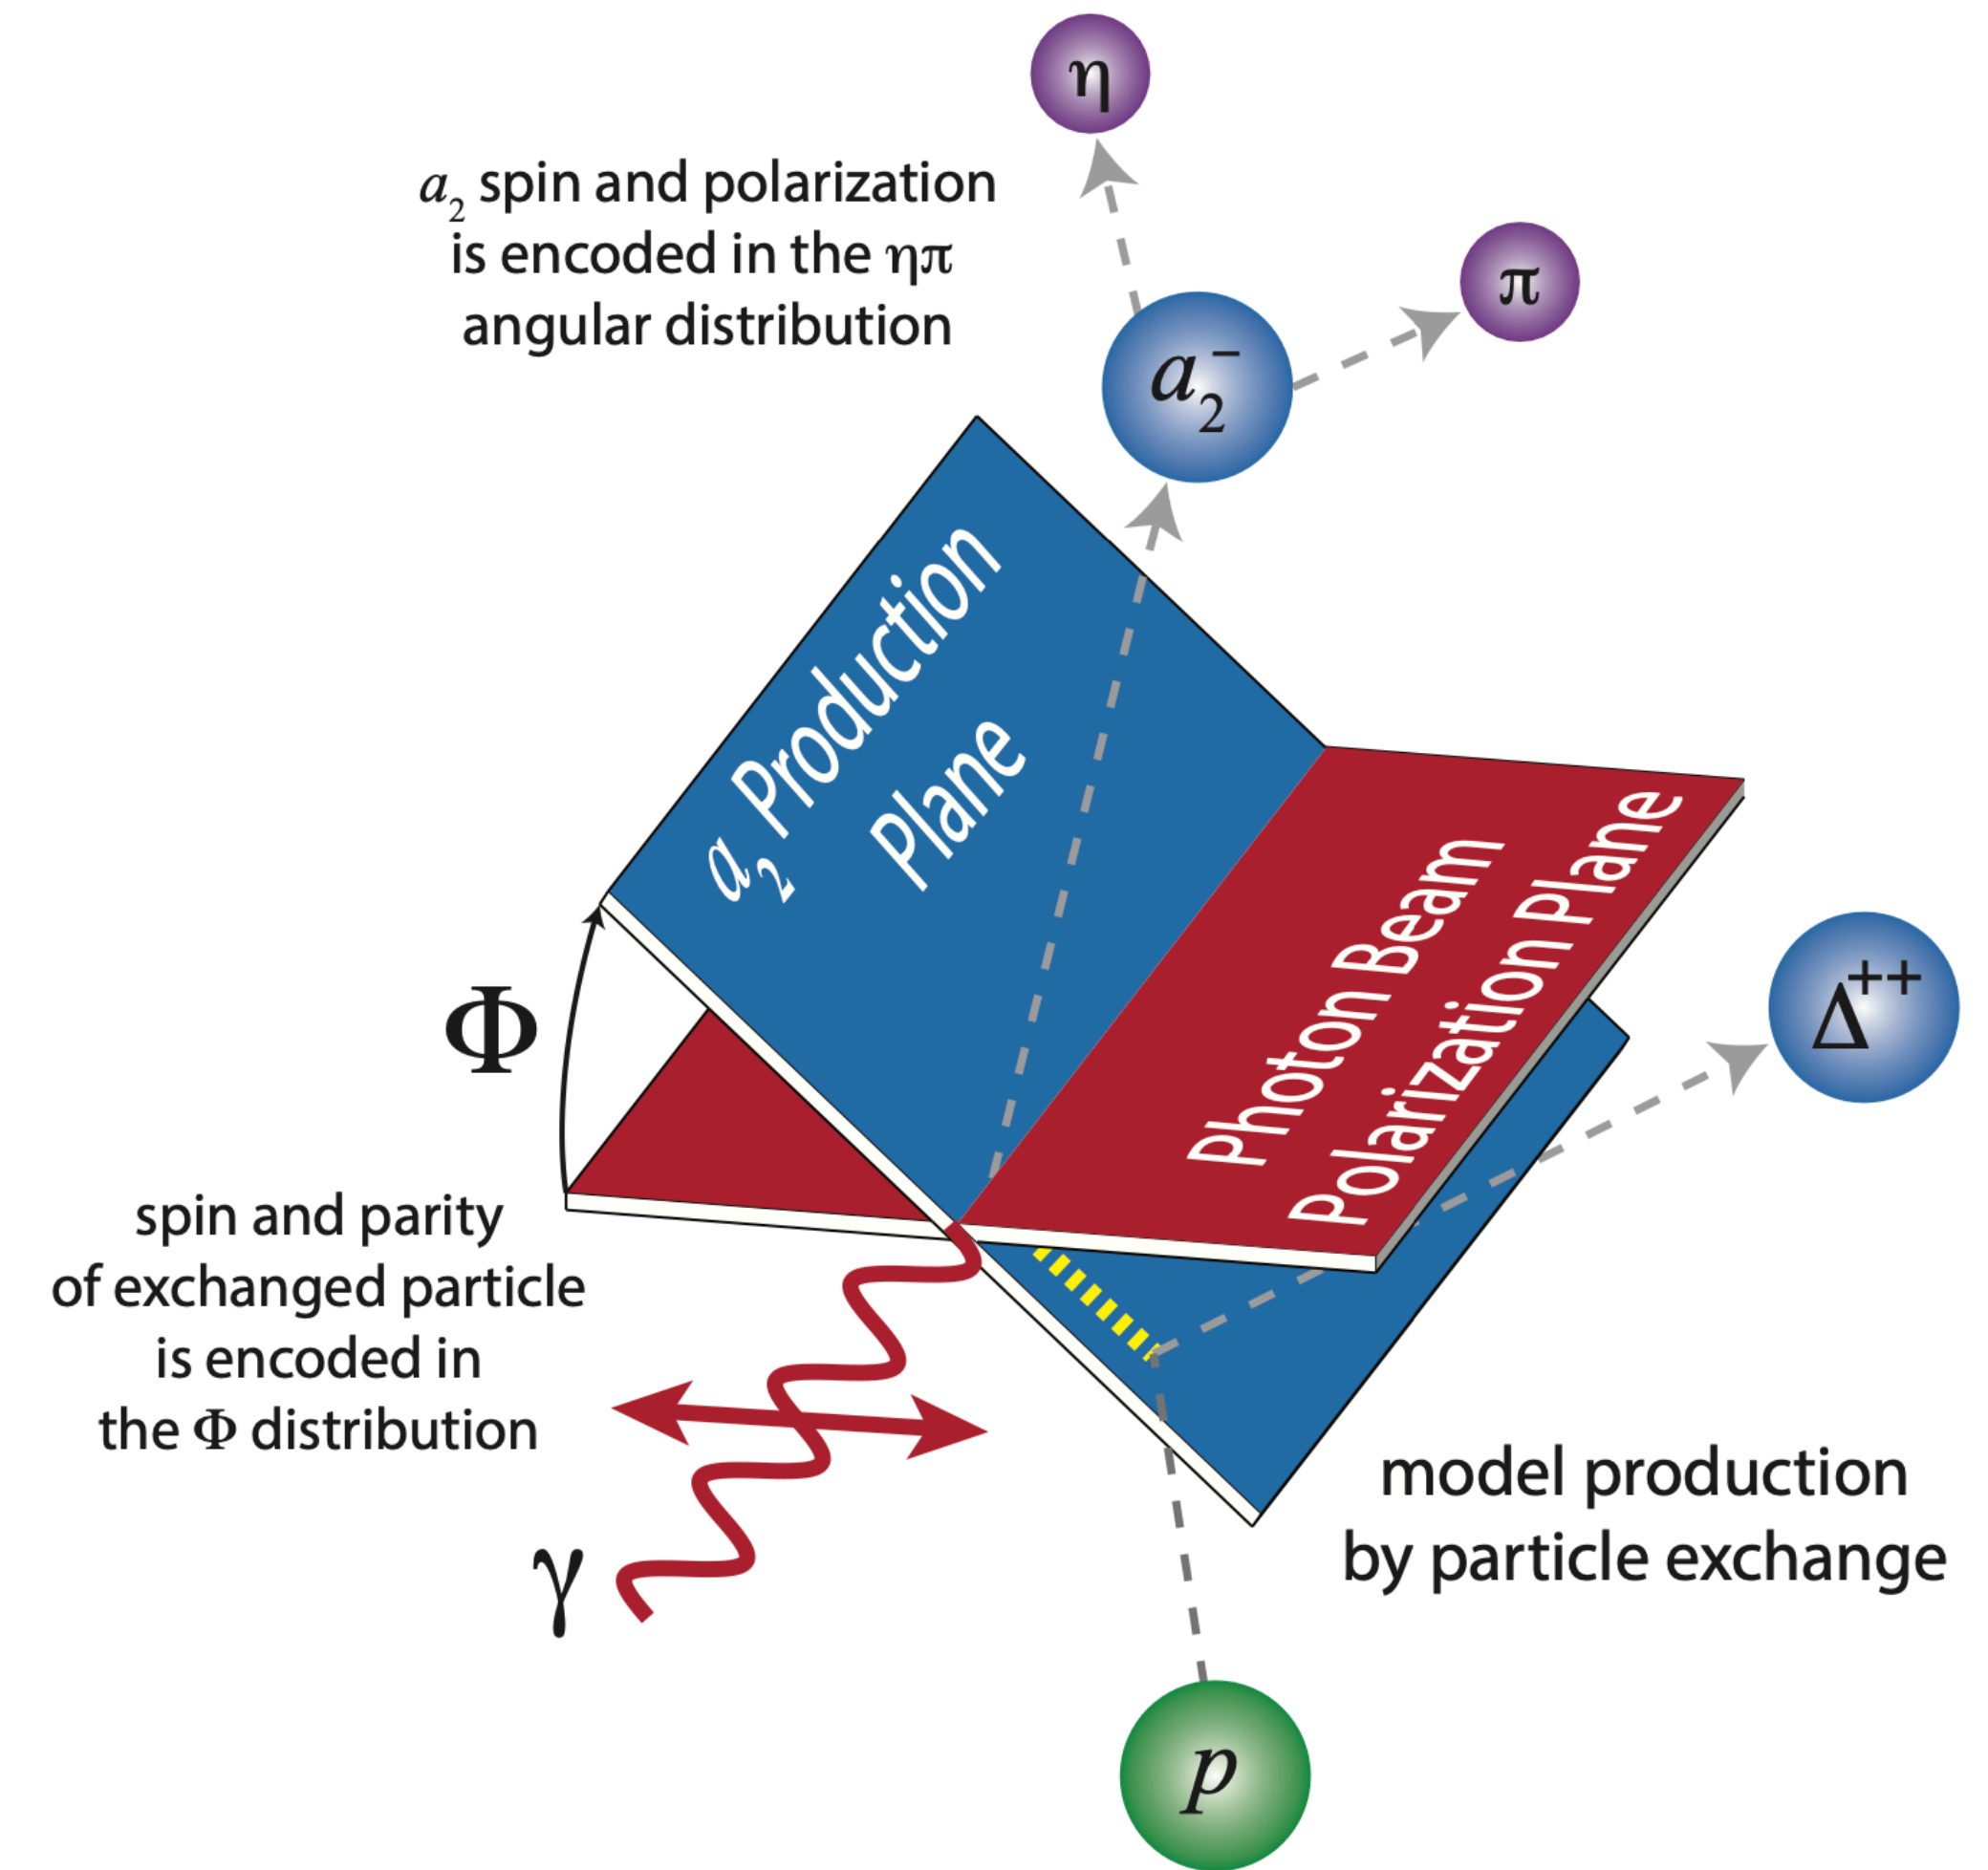 η
a₂ spin and polarization
is encoded in the ηπ
angular distribution
π
a₂⁻
a₂ Production
Plane
Photon Beam
Polarization Plane
Δ⁺⁺
Φ
spin and parity
of exchanged particle
is encoded in
the Φ distribution
γ
model production
by particle exchange
p